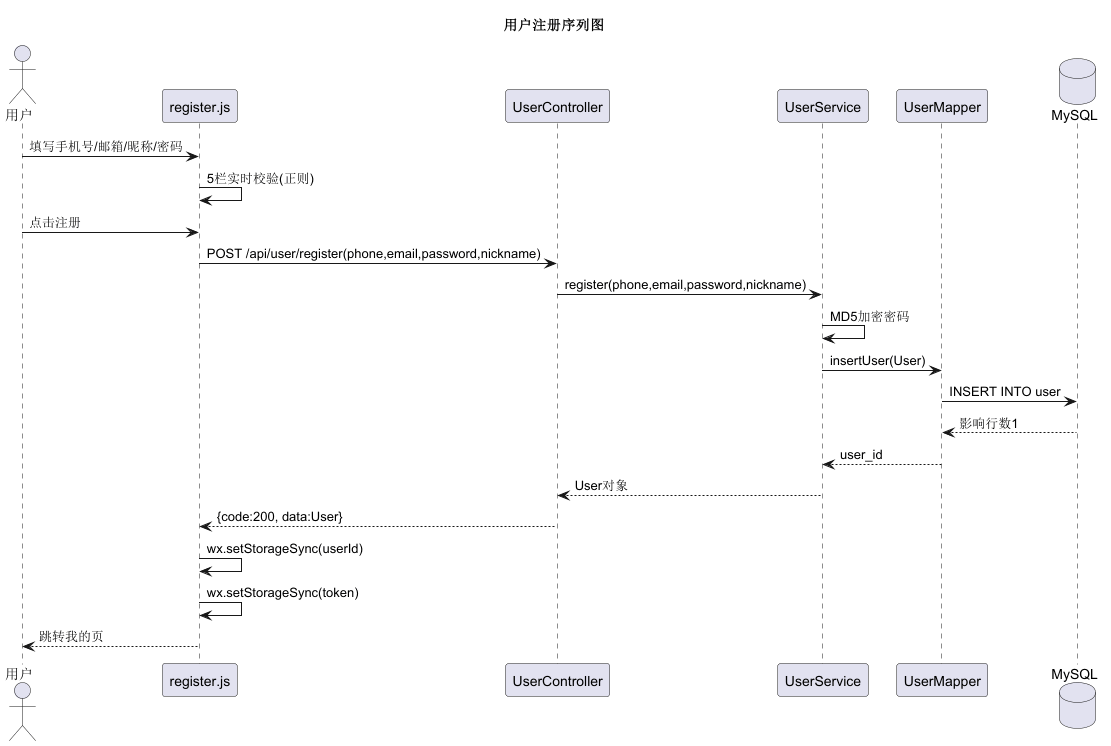 用户注册序列图
用户
register.js
UserController
UserService
UserMapper
MySQL
填写手机号/邮箱/昵称/密码
5栏实时校验(正则)
点击注册
POST /api/user/register(phone,email,password,nickname)
register(phone,email,password,nickname)
MD5加密密码
insertUser(User)
INSERT INTO user
影响行数1
user_id
User对象
{code:200, data:User}
wx.setStorageSync(userId)
wx.setStorageSync(token)
跳转我的页
用户
register.js
UserController
UserService
UserMapper
MySQL